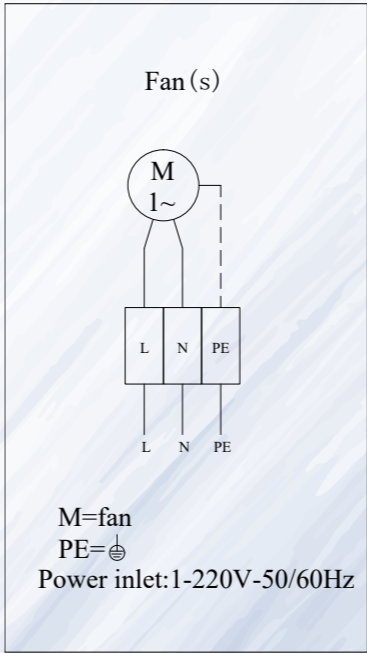 Fan(s)
M
1~
L N PE
L N PE
M=fan
PE=⏚
Power inlet:1-220V-50/60Hz